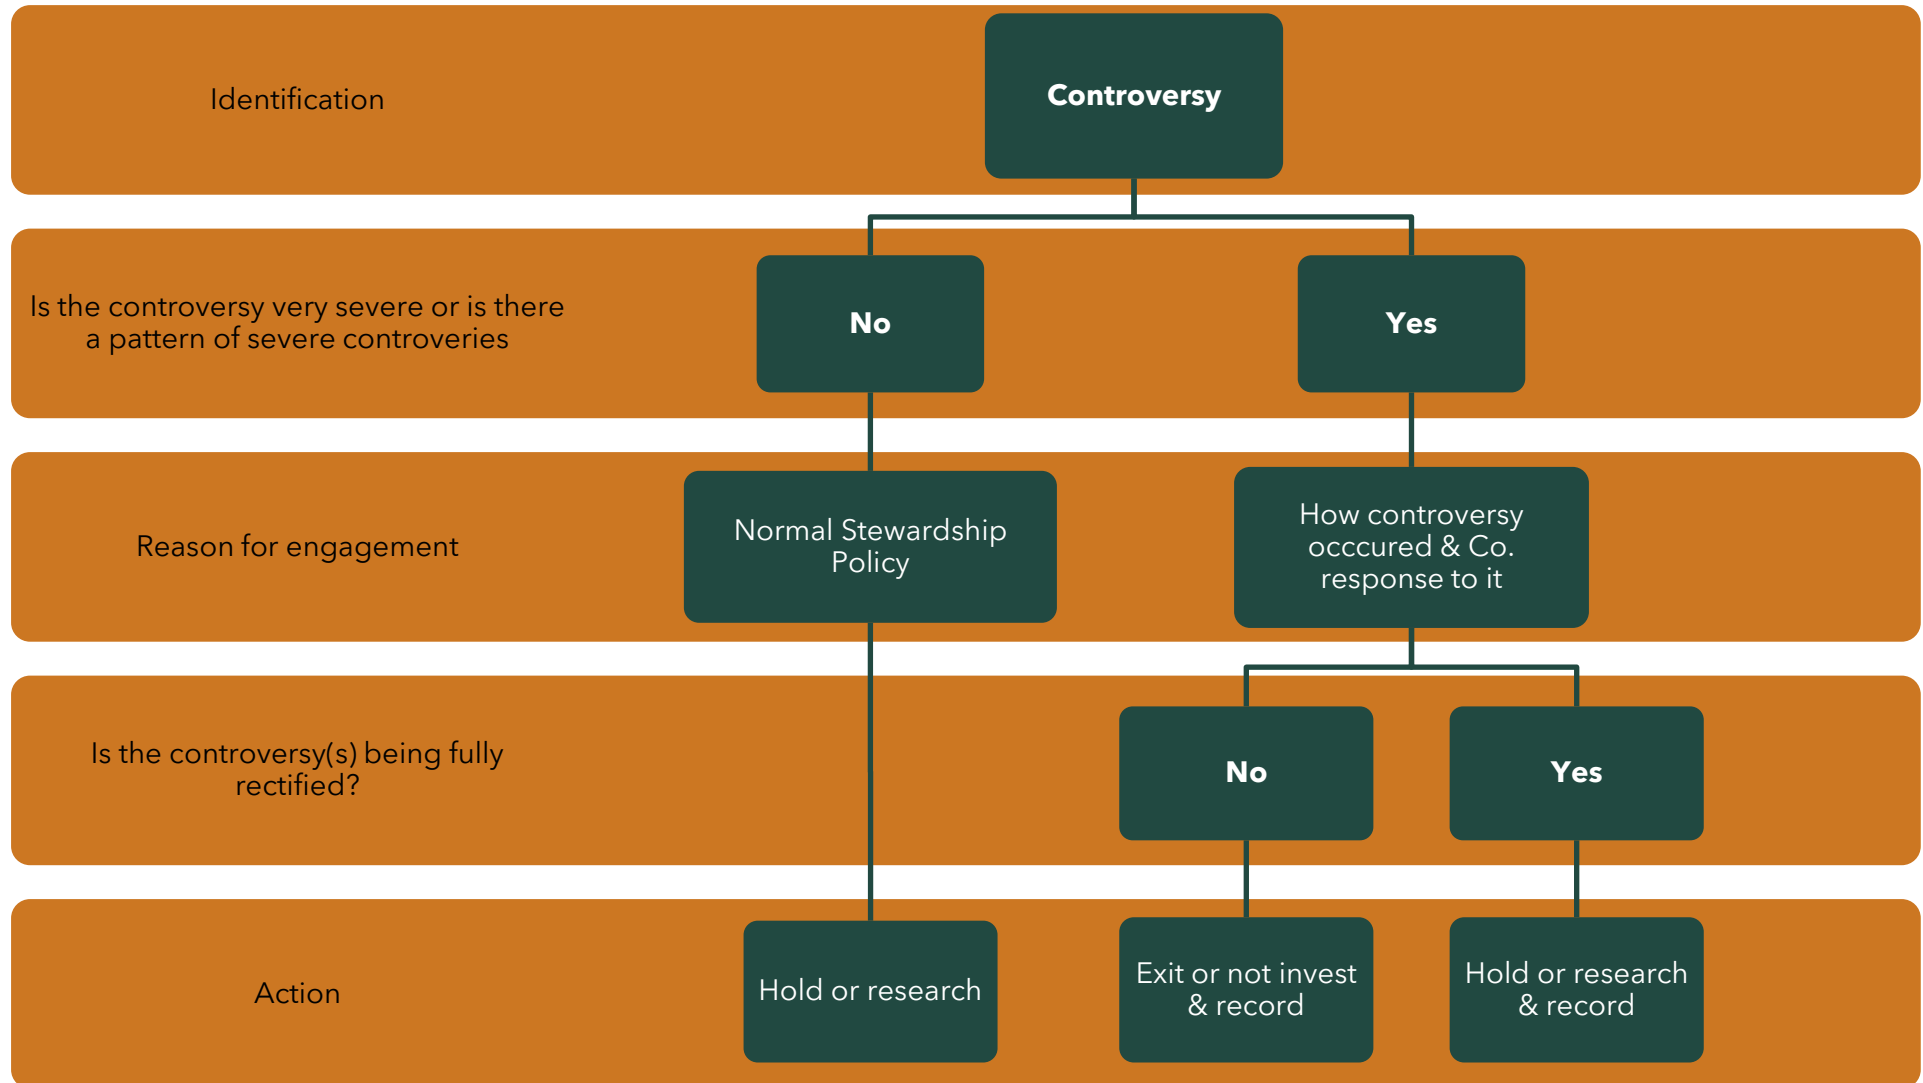 Identification
Controversy
Is the controversy very severe or is there
a pattern of severe controveries
No
Yes
Reason for engagement
Normal Stewardship
Policy
How controversy
occcured & Co.
response to it
Is the controversy(s) being fully
rectified?
No
Yes
Action
Hold or research
Exit or not invest
& record
Hold or research
& record